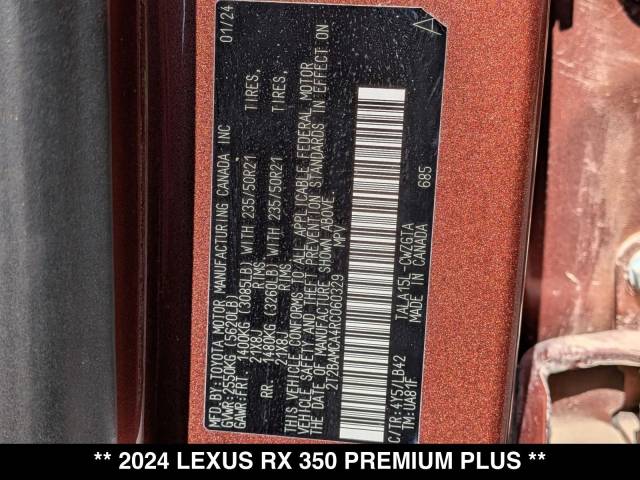 MFD.BY:TOYOTA MOTOR MANUFACTURING CANADA INC 01/24
GVWR:2550KG (5620LB)
GAWR:FRT. 1400KG (3085LB) WITH 235/50R21 TIRES,
21X8J RIMS
RR. 1480KG (3260LB) WITH 235/50R21 TIRES,
21X8J RIMS
THIS VEHICLE CONFORMS TO ALL APPLICABLE FEDERAL MOTOR
VEHICLE SAFETY AND THEFT PREVENTION STANDARDS IN EFFECT ON
THE DATE OF MANUFACTURE SHOWN ABOVE.
2T2BAMCA4RC060329 MPV
C/TR:4Y5/LB42 TALA15L-CWZGTA 685
TM:UA81F MADE IN CANADA
** 2024 LEXUS RX 350 PREMIUM PLUS **